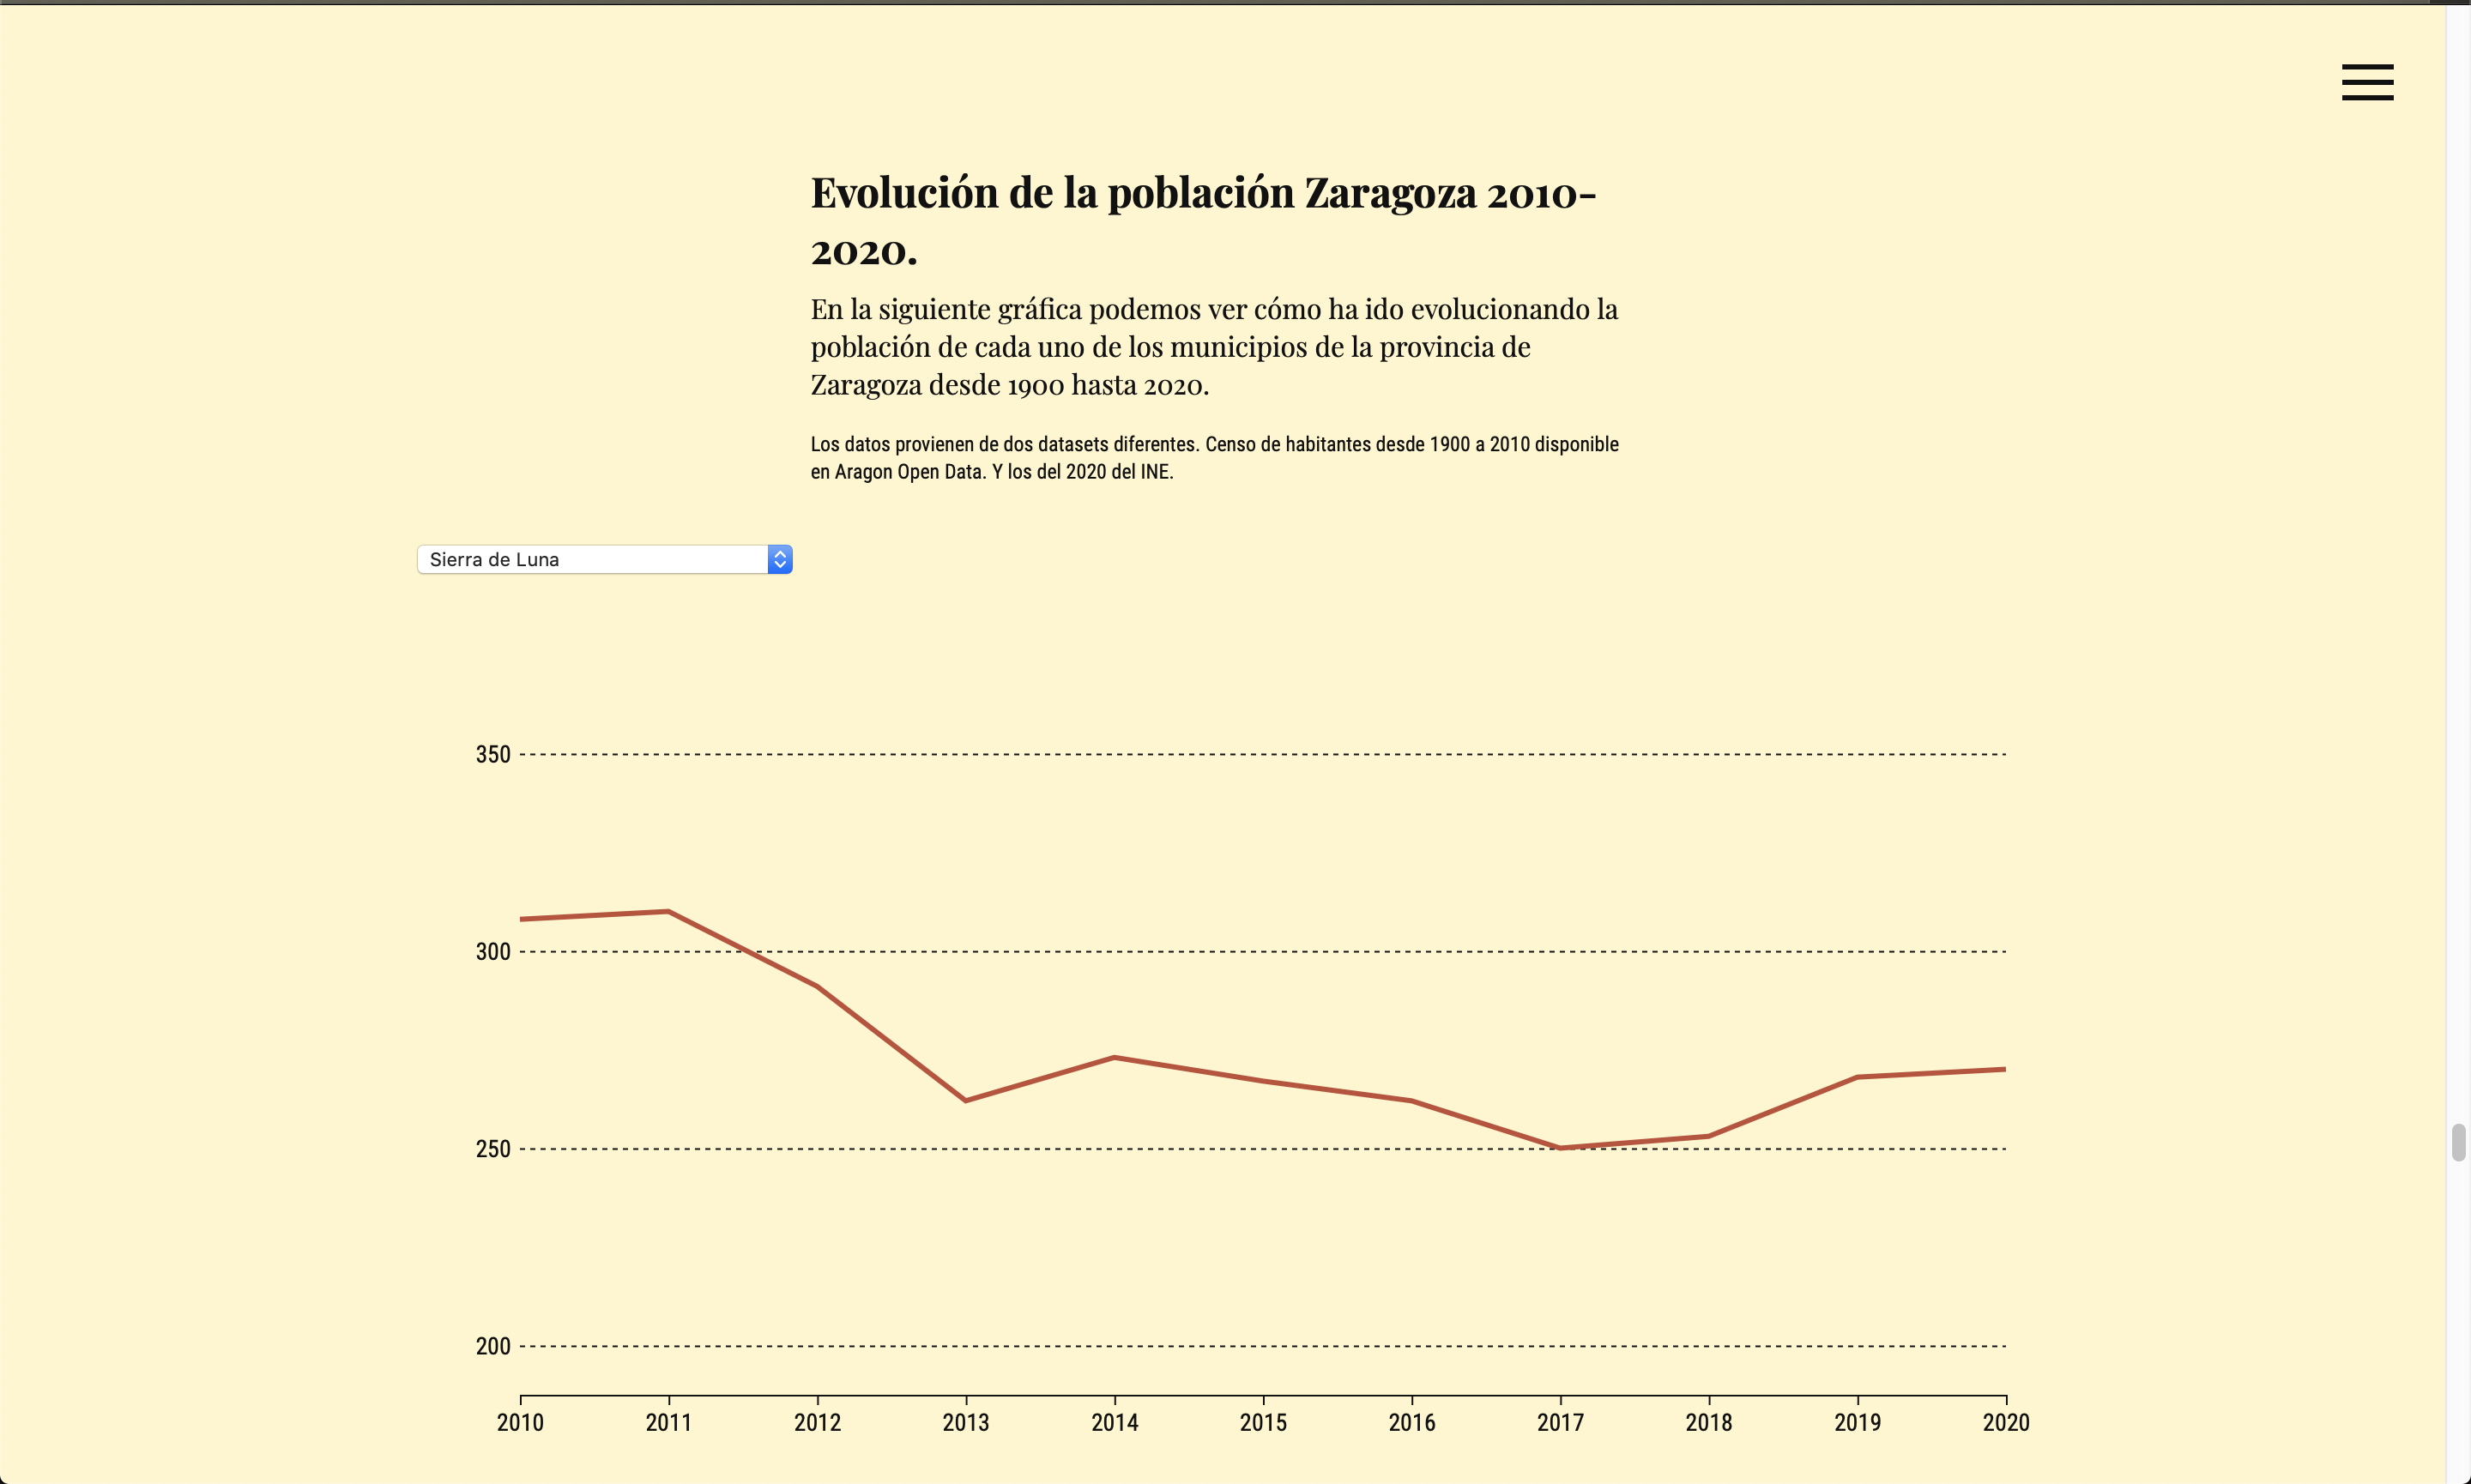 Evolución de la población Zaragoza 2010-
2020.
En la siguiente gráfica podemos ver cómo ha ido evolucionando la
población de cada uno de los municipios de la provincia de
Zaragoza desde 1900 hasta 2020.
Los datos provienen de dos datasets diferentes. Censo de habitantes desde 1900 a 2010 disponible
en Aragon Open Data. Y los del 2020 del INE.
Sierra de Luna
350
300
250
200
2010 2011 2012 2013 2014 2015 2016 2017 2018 2019 2020